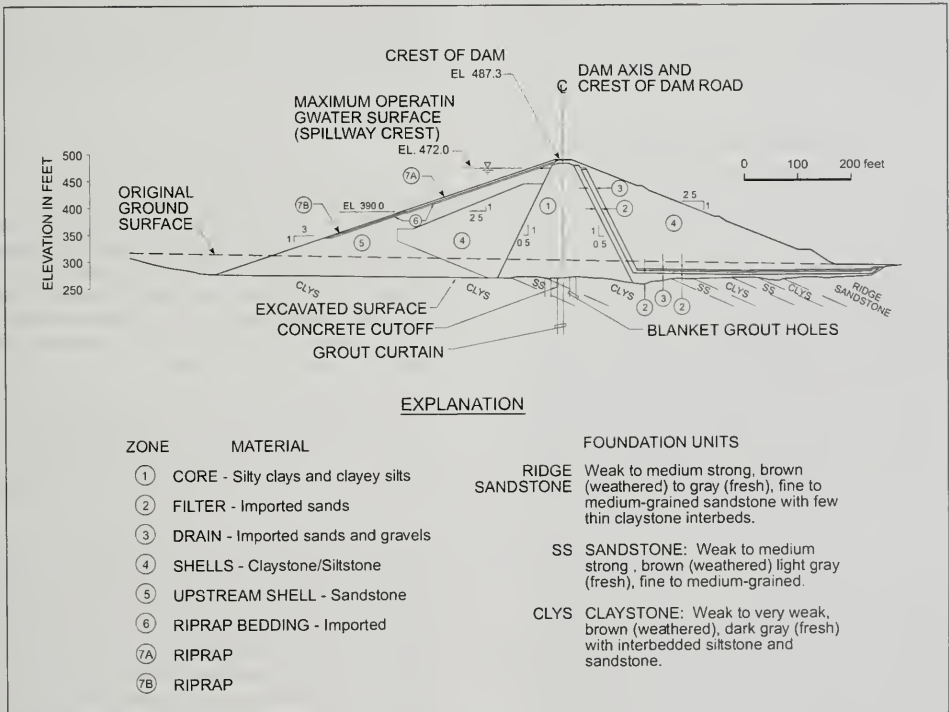 CREST OF DAM
EL 487.3
DAM AXIS AND
℄ CREST OF DAM ROAD
MAXIMUM OPERATIN
GWATER SURFACE
(SPILLWAY CREST)
EL. 472.0
0 100 200 feet
ELEVATION IN FEET
500
450
400
350
300
250
ORIGINAL
GROUND
SURFACE
7A
7B
EL 390 0
6
5
3
1
4
2 5
1
1
1
0 5
3
2
1
0 5
2 5
1
4
CLYS
CLYS
SS
CLYS
2
3
2
SS
CLYS
SS
CLYS
RIDGE
SANDSTONE
EXCAVATED SURFACE
CONCRETE CUTOFF
GROUT CURTAIN
BLANKET GROUT HOLES
EXPLANATION
ZONE MATERIAL
1 CORE - Silty clays and clayey silts
2 FILTER - Imported sands
3 DRAIN - Imported sands and gravels
4 SHELLS - Claystone/Siltstone
5 UPSTREAM SHELL - Sandstone
6 RIPRAP BEDDING - Imported
7A RIPRAP
7B RIPRAP
FOUNDATION UNITS
RIDGE Weak to medium strong, brown
SANDSTONE (weathered) to gray (fresh), fine to
medium-grained sandstone with few
thin claystone interbeds.
SS SANDSTONE: Weak to medium
strong , brown (weathered) light gray
(fresh), fine to medium-grained.
CLYS CLAYSTONE: Weak to very weak,
brown (weathered), dark gray (fresh)
with interbedded siltstone and
sandstone.